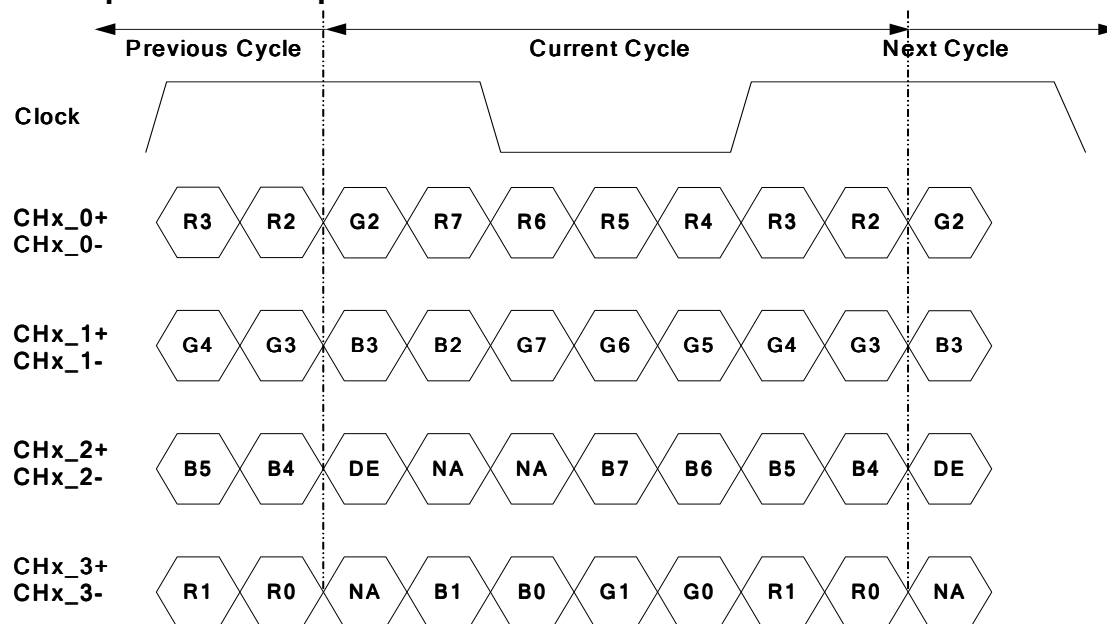 Previous Cycle Current Cycle Next Cycle
Clock
CHx_0+
CHx_0-
R3 R2 G2 R7 R6 R5 R4 R3 R2 G2
CHx_1+
CHx_1-
G4 G3 B3 B2 G7 G6 G5 G4 G3 B3
CHx_2+
CHx_2-
B5 B4 DE NA NA B7 B6 B5 B4 DE
CHx_3+
CHx_3-
R1 R0 NA B1 B0 G1 G0 R1 R0 NA